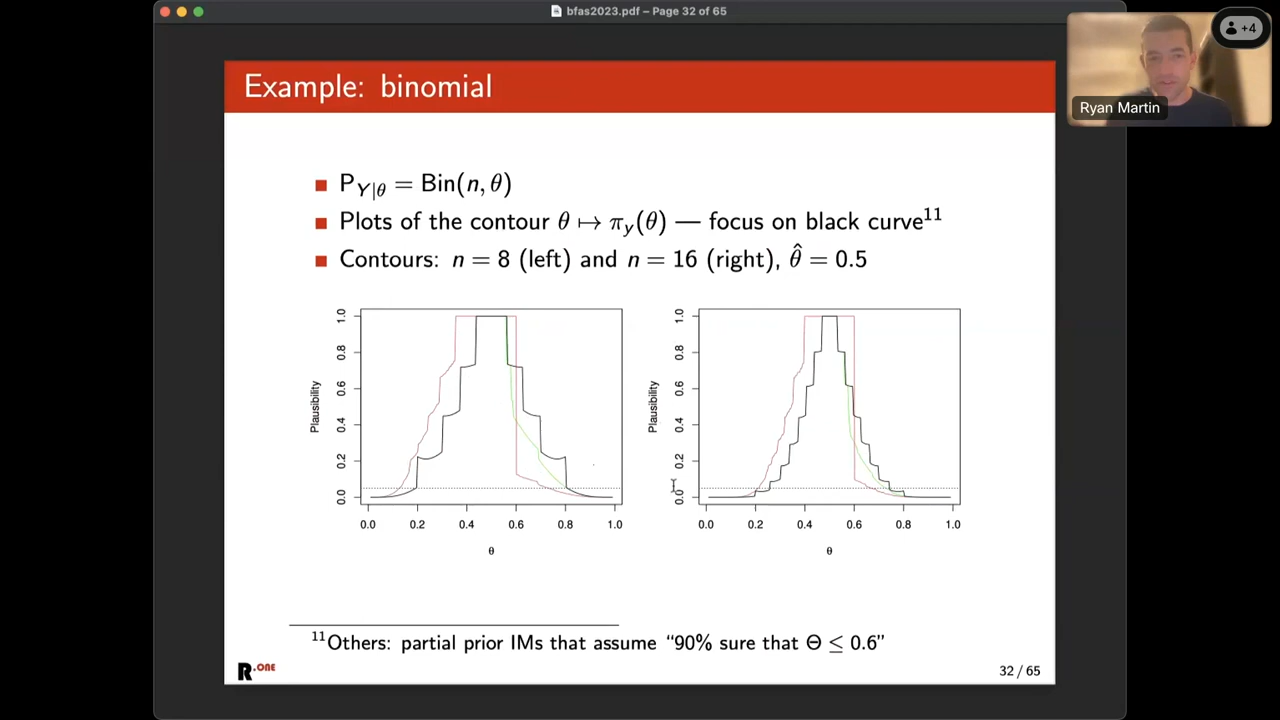 bfas2023.pdf – Page 32 of 65
+4
Ryan Martin
Example: binomial
P_{Y|θ} = Bin(n, θ)
Plots of the contour θ ↦ π_y(θ) — focus on black curve¹¹
Contours: n = 8 (left) and n = 16 (right), θ̂ = 0.5
Plausibility
0.0 0.2 0.4 0.6 0.8 1.0
0.0 0.2 0.4 0.6 0.8 1.0
θ
Plausibility
0.0 0.2 0.4 0.6 0.8 1.0
0.0 0.2 0.4 0.6 0.8 1.0
θ
¹¹Others: partial prior IMs that assume “90% sure that Θ ≤ 0.6”
R.ONE
32 / 65